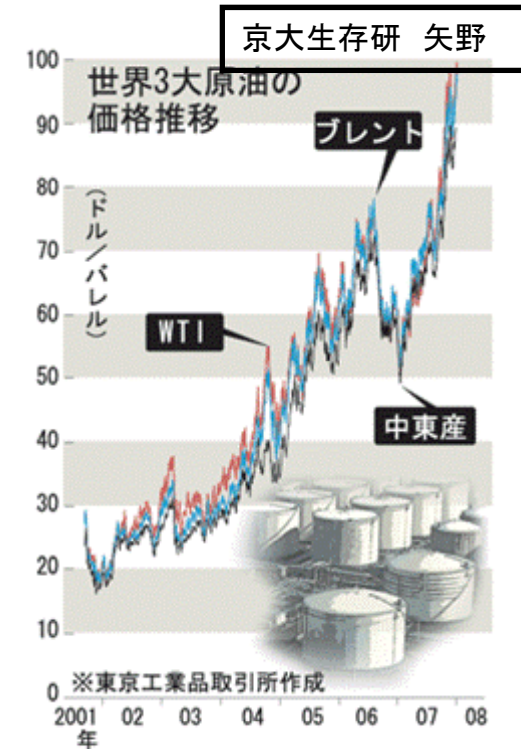 京大生存研 矢野
世界3大原油の
価格推移
(ドル/バレル)
100
90
80
70
60
50
40
30
20
10
0
ブレント
WTI
中東産
※東京工業品取引所作成
2001 02 03 04 05 06 07 08
年